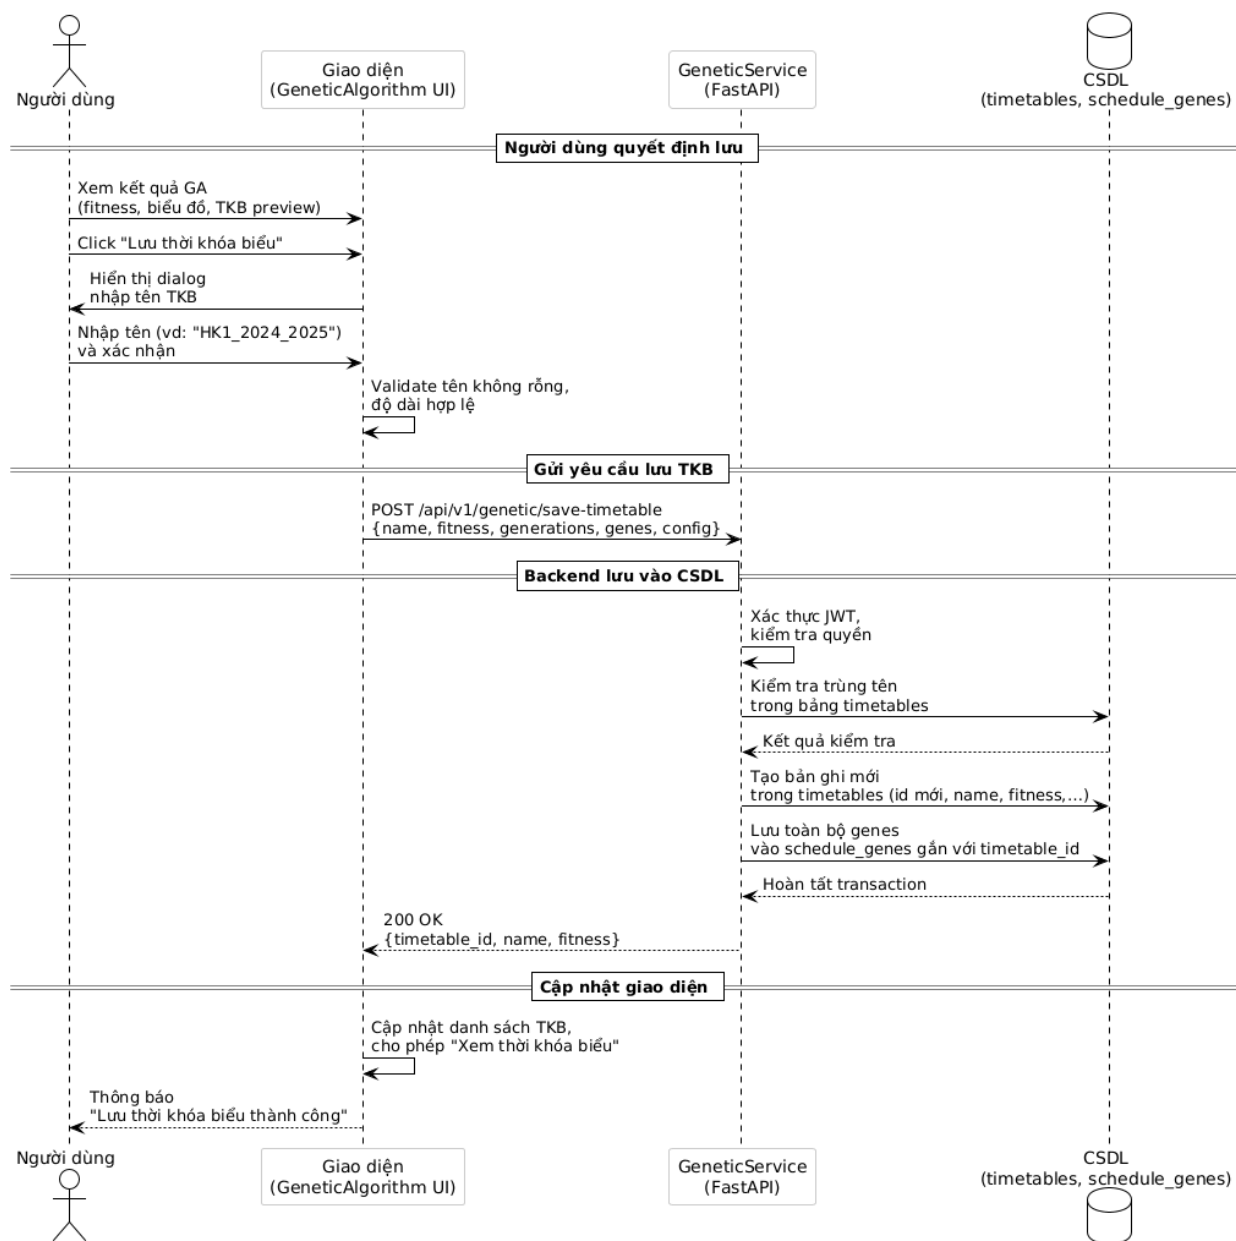 Người dùng
Giao diện
(GeneticAlgorithm UI)
GeneticService
(FastAPI)
CSDL
(timetables, schedule_genes)
Người dùng quyết định lưu
Xem kết quả GA
(fitness, biểu đồ, TKB preview)
Click "Lưu thời khóa biểu"
Hiển thị dialog
nhập tên TKB
Nhập tên (vd: "HK1_2024_2025")
và xác nhận
Validate tên không rỗng,
độ dài hợp lệ
Gửi yêu cầu lưu TKB
POST /api/v1/genetic/save-timetable
{name, fitness, generations, genes, config}
Backend lưu vào CSDL
Xác thực JWT,
kiểm tra quyền
Kiểm tra trùng tên
trong bảng timetables
Kết quả kiểm tra
Tạo bản ghi mới
trong timetables (id mới, name, fitness,...)
Lưu toàn bộ genes
vào schedule_genes gắn với timetable_id
Hoàn tất transaction
200 OK
{timetable_id, name, fitness}
Cập nhật giao diện
Cập nhật danh sách TKB,
cho phép "Xem thời khóa biểu"
Thông báo
"Lưu thời khóa biểu thành công"
Người dùng
Giao diện
(GeneticAlgorithm UI)
GeneticService
(FastAPI)
CSDL
(timetables, schedule_genes)